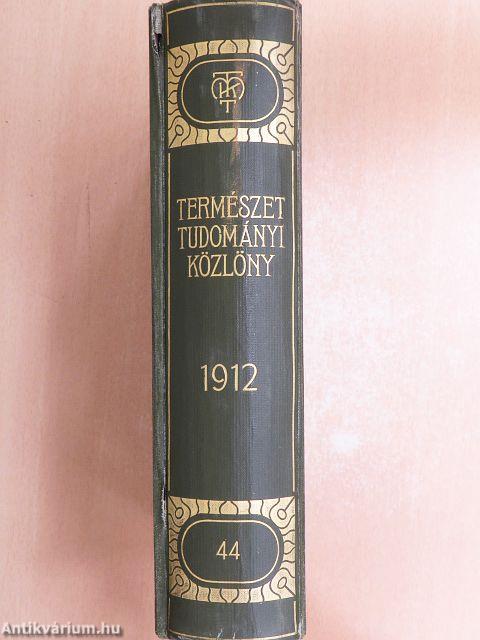 TERMÉSZET
TUDOMÁNYI
KÖZLÖNY
1912
44
Antikvárium.hu